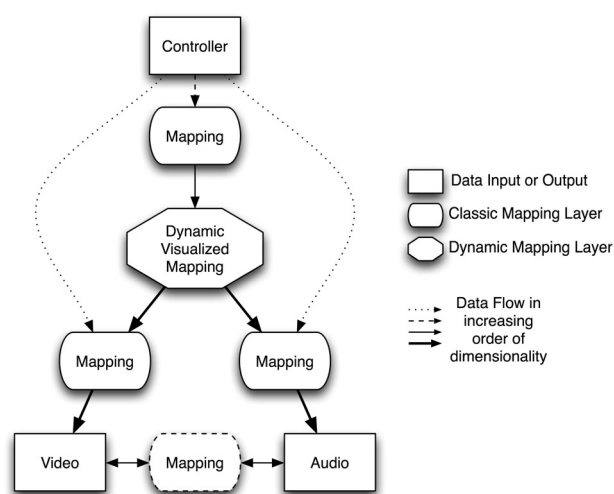 Controller
Mapping
Dynamic
Visualized
Mapping
Mapping
Mapping
Video
Mapping
Audio
Data Input or Output
Classic Mapping Layer
Dynamic Mapping Layer
Data Flow in
increasing
order of
dimensionality